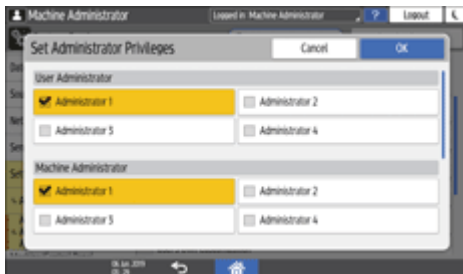 Machine Administrator
Logged in Machine Administrator
?
Logout
Set Administrator Privileges
Cancel
OK
User Administrator
Administrator 1
Administrator 2
Administrator 3
Administrator 4
Machine Administrator
Administrator 1
Administrator 2
Administrator 3
Administrator 4